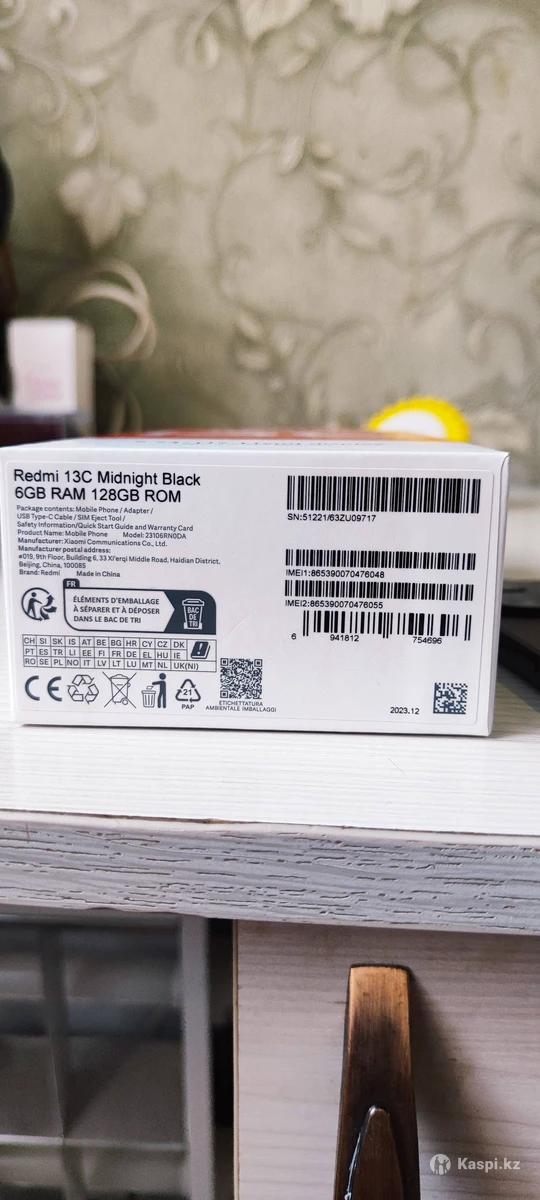 Redmi 13C Midnight Black
6GB RAM 128GB ROM
Package contents: Mobile Phone / Adapter /
USB Type-C Cable / SIM Eject Tool /
Safety Information/Quick Start Guide and Warranty Card
Product Name: Mobile Phone Model: 23106RN0DA
Manufacturer: Xiaomi Communications Co., Ltd.
Manufacturer postal address:
#019, 9th Floor, Building 6, 33 Xi'erqi Middle Road, Haidian District,
Beijing, China, 100085
Brand: Redmi Made in China
SN:51221/63ZU09717
IMEI1:865390070476048
IMEI2:865390070476055
6 941812 754696
FR
ÉLÉMENTS D'EMBALLAGE
À SÉPARER ET À DÉPOSER
DANS LE BAC DE TRI
BAC
DE
TRI
CH SI SK IS AT BE BG HR CY CZ DK
PT ES TR LI EE FI FR DE EL HU IE
RO SE PL NO IT LV LT LU MT NL UK(NI)
CE
21
PAP
ETICHETTATURA
AMBIENTALE IMBALLAGGI
2023.12
Kaspi.kz